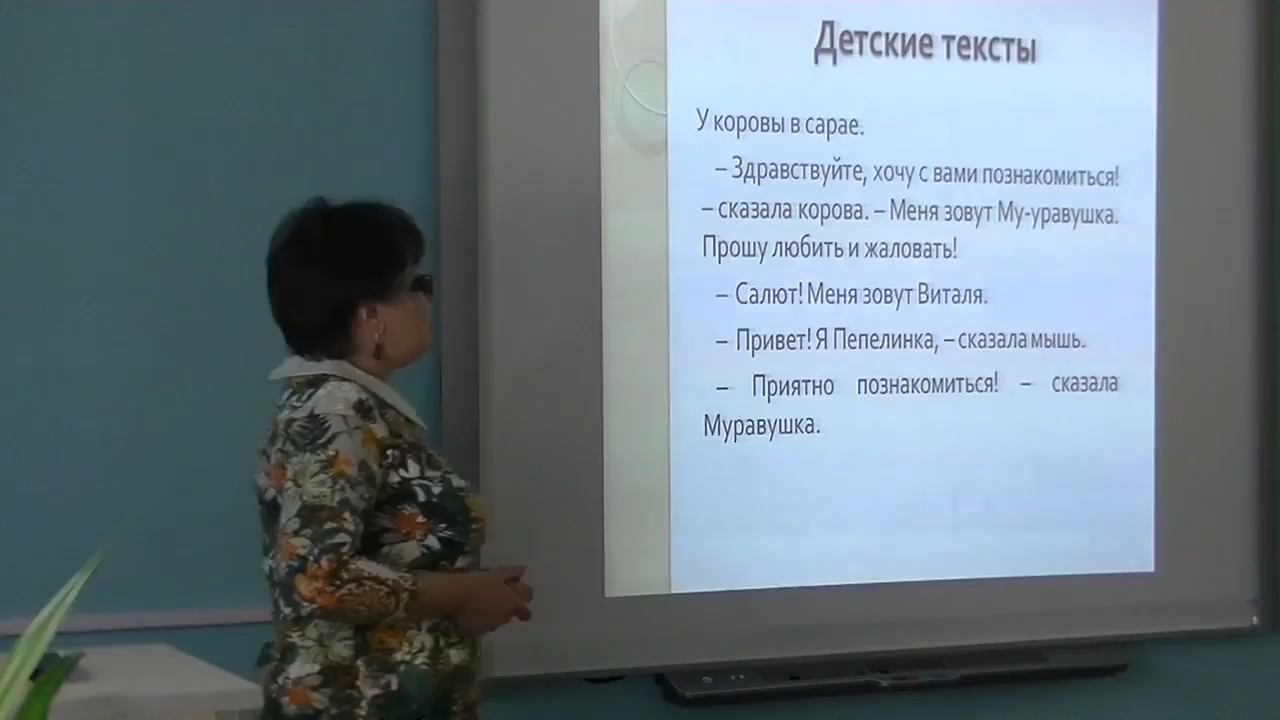 Детские тексты
У коровы в сарае.
– Здравствуйте, хочу с вами познакомиться!
– сказала корова. – Меня зовут Му-уравушка.
Прошу любить и жаловать!
– Салют! Меня зовут Виталя.
– Привет! Я Пепелинка, – сказала мышь.
– Приятно познакомиться! – сказала
Муравушка.